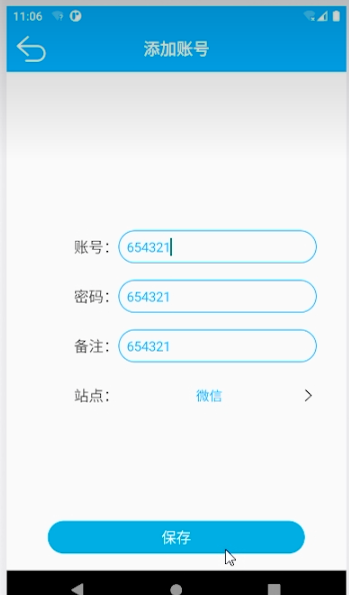 11:06
添加账号
账号： 654321
密码： 654321
备注： 654321
站点： 微信
保存